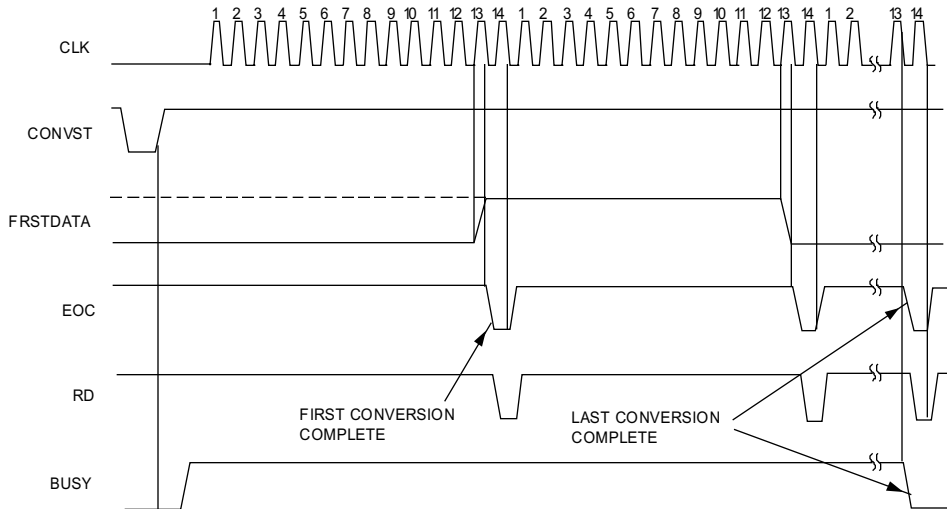 1 2 3 4 5 6 7 8 9 10 11 12 13 14 1 2 3 4 5 6 7 8 9 10 11 12 13 14 1 2 13 14
CLK
CONVST
FRSTDATA
EOC
RD
FIRST CONVERSION
COMPLETE
LAST CONVERSION
COMPLETE
BUSY